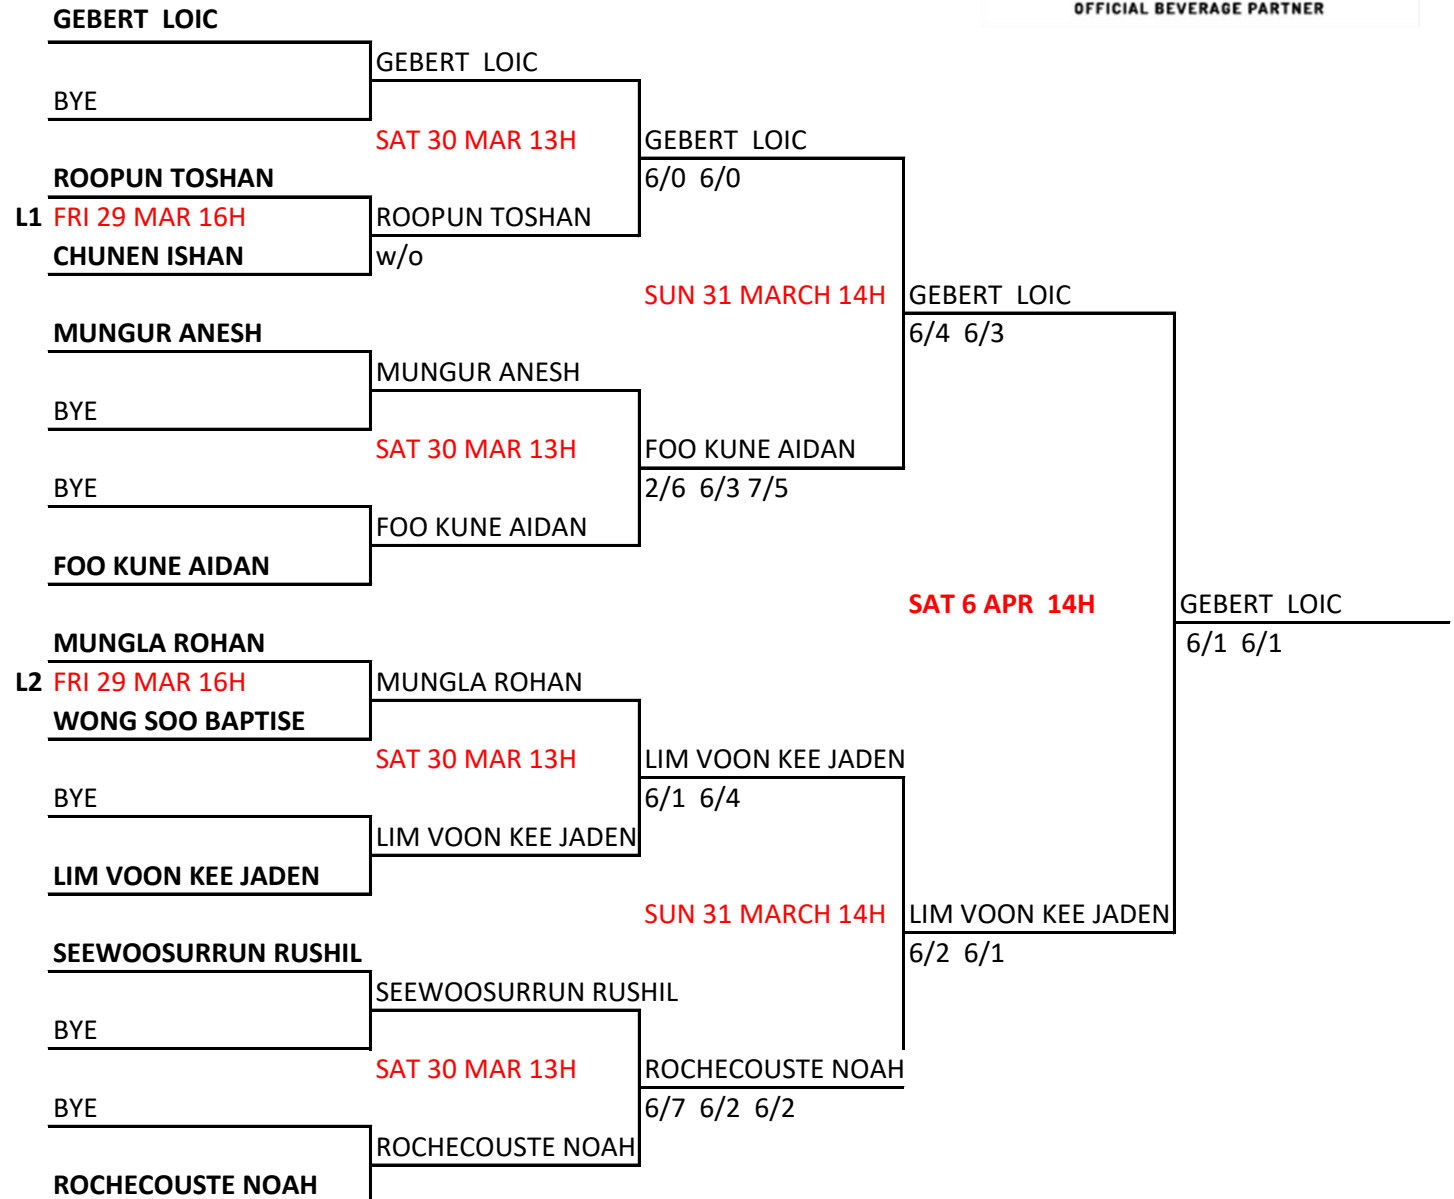 OFFICIAL BEVERAGE PARTNER
GEBERT  LOIC
GEBERT  LOIC
BYE
SAT 30 MAR 13H
GEBERT  LOIC
ROOPUN TOSHAN
6/0  6/0
L1 FRI 29 MAR 16H
ROOPUN TOSHAN
CHUNEN ISHAN
w/o
SUN 31 MARCH 14H
GEBERT  LOIC
MUNGUR ANESH
6/4  6/3
MUNGUR ANESH
BYE
SAT 30 MAR 13H
FOO KUNE AIDAN
BYE
2/6  6/3 7/5
FOO KUNE AIDAN
FOO KUNE AIDAN
SAT 6 APR  14H
GEBERT  LOIC
MUNGLA ROHAN
6/1  6/1
L2 FRI 29 MAR 16H
MUNGLA ROHAN
WONG SOO BAPTISE
SAT 30 MAR 13H
LIM VOON KEE JADEN
BYE
6/1  6/4
LIM VOON KEE JADEN
LIM VOON KEE JADEN
SUN 31 MARCH 14H
LIM VOON KEE JADEN
SEEWOOSURRUN RUSHIL
6/2  6/1
SEEWOOSURRUN RUSHIL
BYE
SAT 30 MAR 13H
ROCHECOUSTE NOAH
BYE
6/7  6/2  6/2
ROCHECOUSTE NOAH
ROCHECOUSTE NOAH